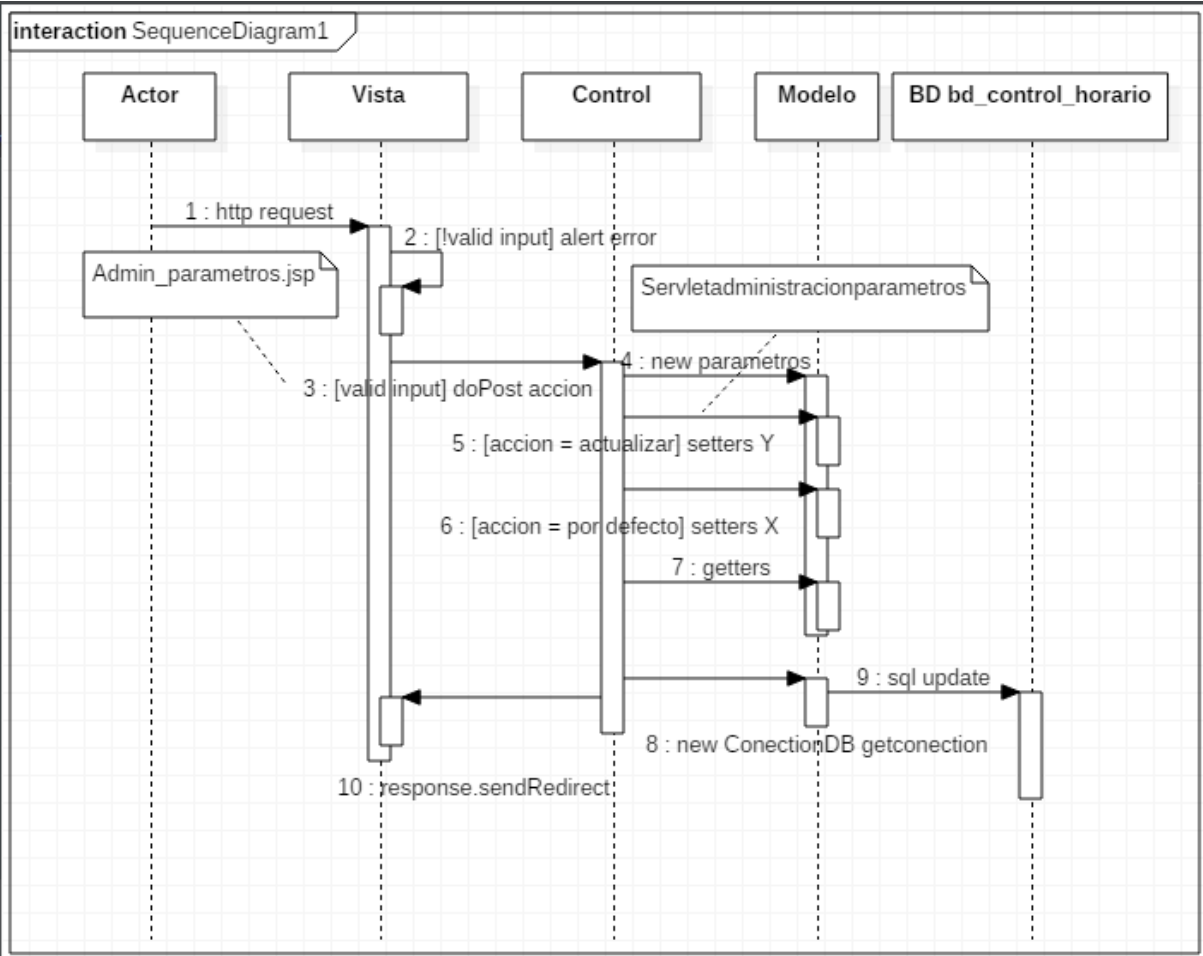 interaction SequenceDiagram1
Actor
Vista
Control
Modelo
BD bd_control_horario
1 : http request
2 : [!valid input] alert error
Admin_parametros.jsp
Servletadministracionparametros
4 : new parametros
3 : [valid input] doPost accion
5 : [accion = actualizar] setters Y
6 : [accion = por defecto] setters X
7 : getters
9 : sql update
8 : new ConectionDB getconection
10 : response.sendRedirect